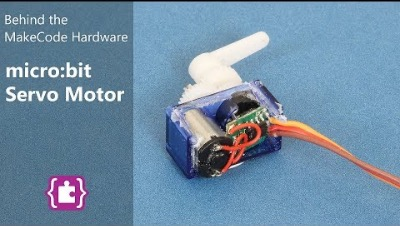 Behind the
MakeCode Hardware
micro:bit
Servo Motor